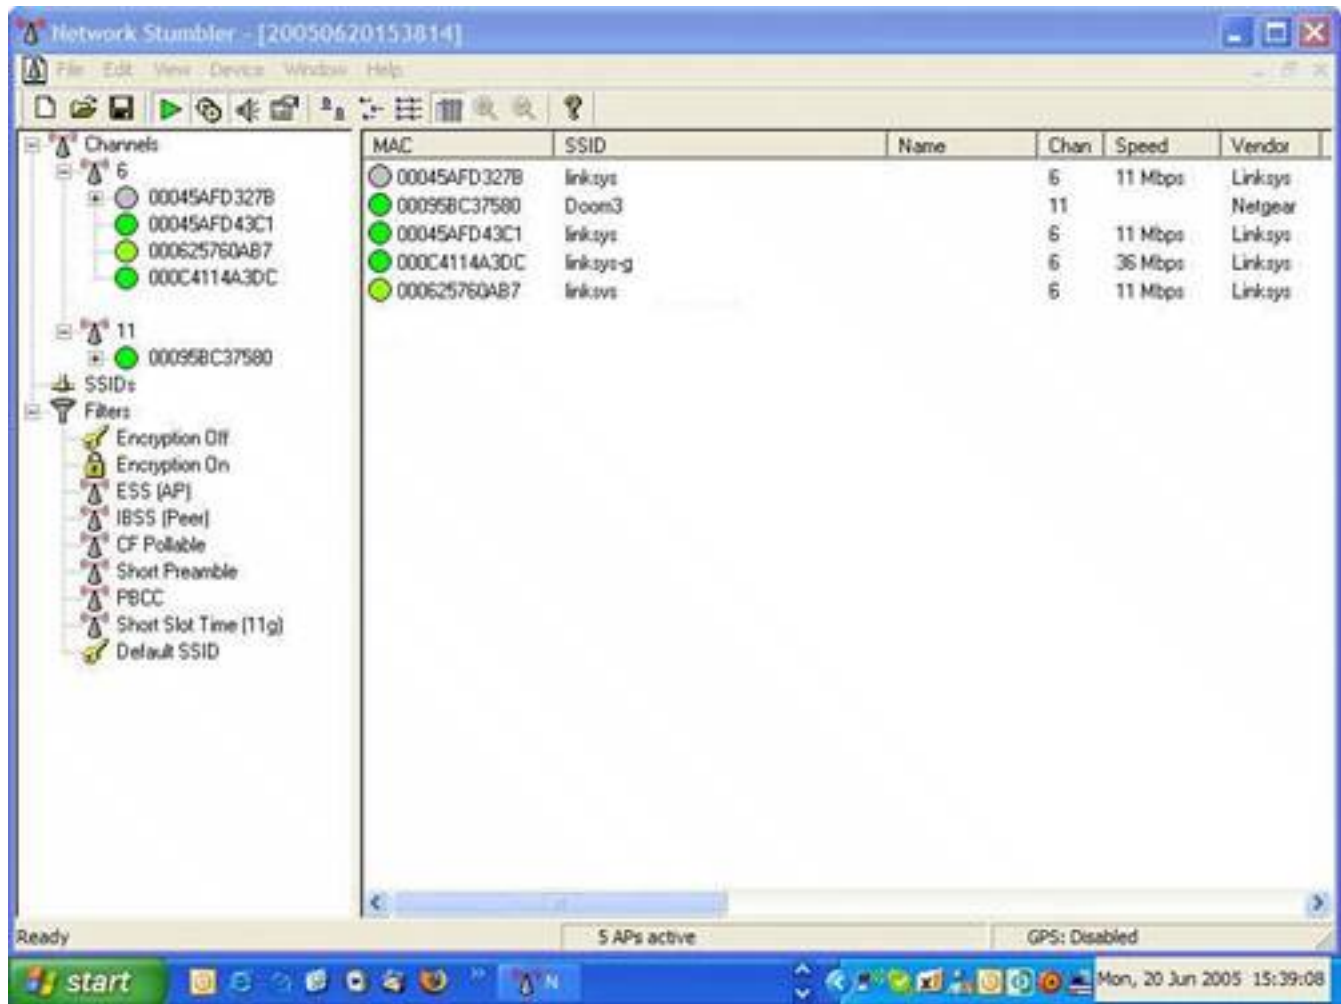 Network Stumbler - [20050620153814]
File Edit View Device Window Help
Channels
6
00045AFD327B
00045AFD43C1
000625760AB7
000C4114A3DC
11
00095BC37580
SSIDs
Filters
Encryption Off
Encryption On
ESS (AP)
IBSS (Peer)
CF Pollable
Short Preamble
PBCC
Short Slot Time (11g)
Default SSID
MAC SSID Name Chan Speed Vendor
00045AFD327B linksys 6 11 Mbps Linksys
00095BC37580 Doom3 11 Netgear
00045AFD43C1 linksys 6 11 Mbps Linksys
000C4114A3DC linksys-g 6 36 Mbps Linksys
000625760AB7 linksys 6 11 Mbps Linksys
Ready 5 APs active GPS: Disabled
start N Mon, 20 Jun 2005 15:39:08